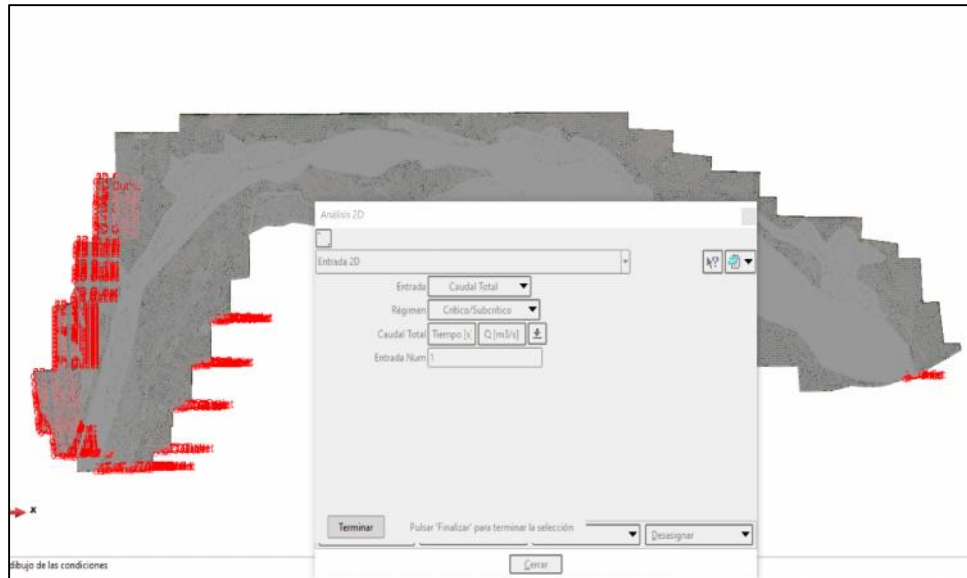 Análisis 2D
Entrada 2D
Entrada Caudal Total
Régimen Crítico/Subcrítico
Caudal Total Tiempo [s, Q [m3/s]
Entrada Num 1
x
Terminar Pulsar 'Finalizar' para terminar la selección Desasignar
Cerrar
dibujo de las condiciones